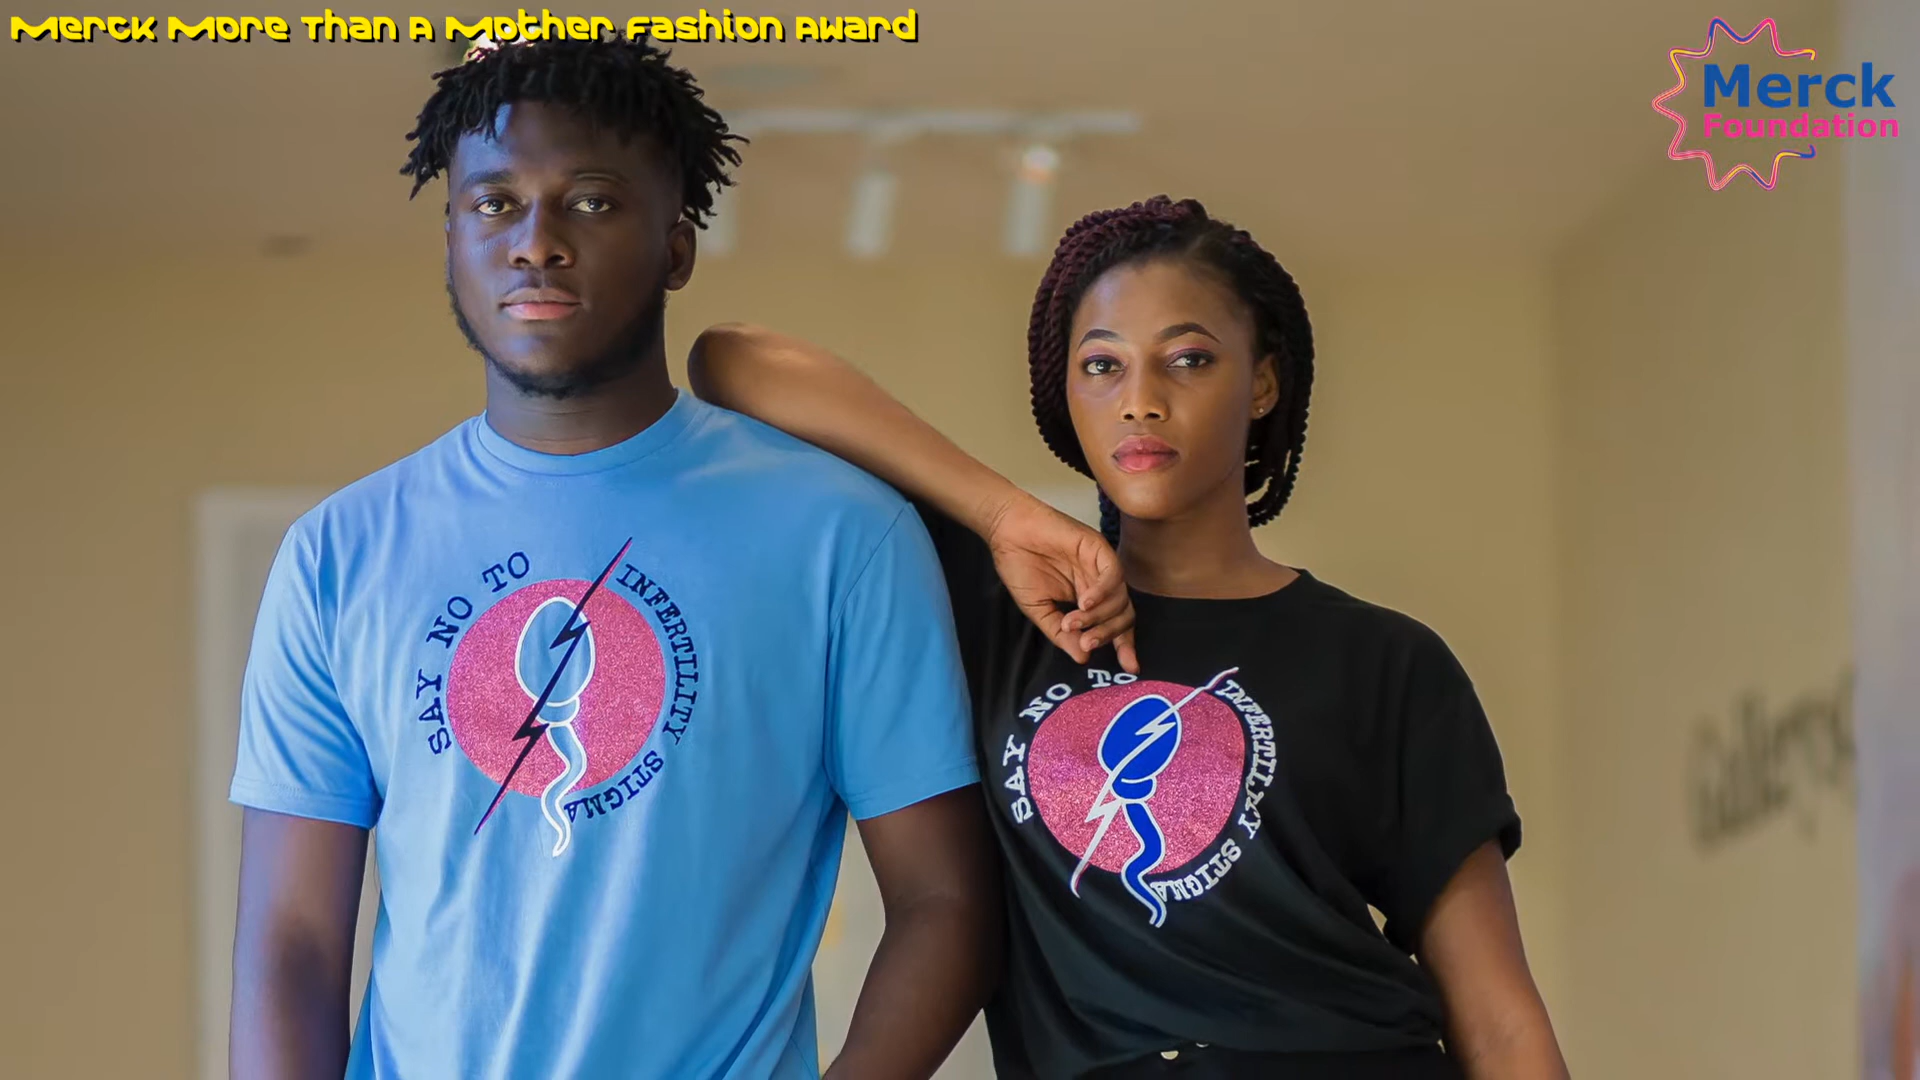 Merck More Than A Mother Fashion Award
Merck
Foundation
SAY NO TO INFERTILITY STIGMA
SAY NO TO INFERTILITY STIGMA